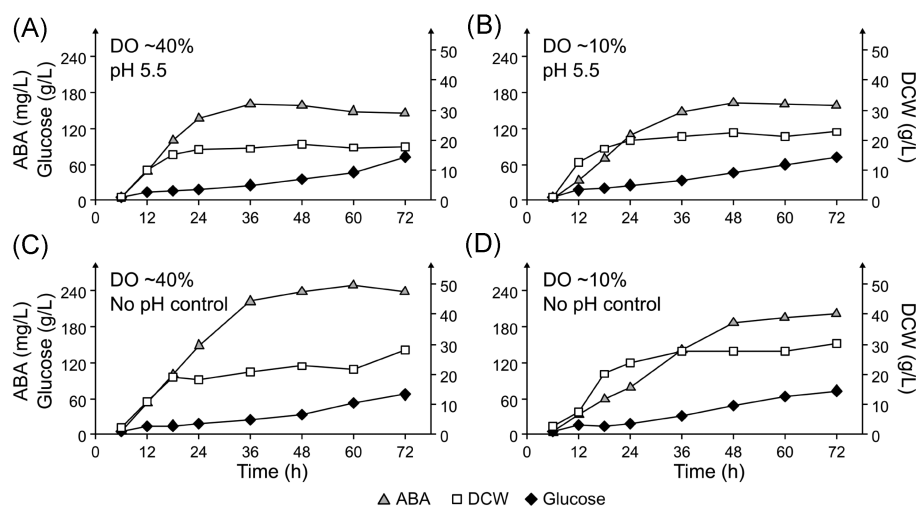 (A)
DO ~40%
pH 5.5
ABA (mg/L)
Glucose (g/L)
240
180
120
60
0
50
40
30
20
10
0
0 12 24 36 48 60 72
(B)
DO ~10%
pH 5.5
240
180
120
60
0
50
40
30
20
10
0
DCW (g/L)
0 12 24 36 48 60 72
(C)
DO ~40%
No pH control
ABA (mg/L)
Glucose (g/L)
240
180
120
60
0
50
40
30
20
10
0
0 12 24 36 48 60 72
Time (h)
(D)
DO ~10%
No pH control
240
180
120
60
0
50
40
30
20
10
0
DCW (g/L)
0 12 24 36 48 60 72
Time (h)
ABA DCW Glucose